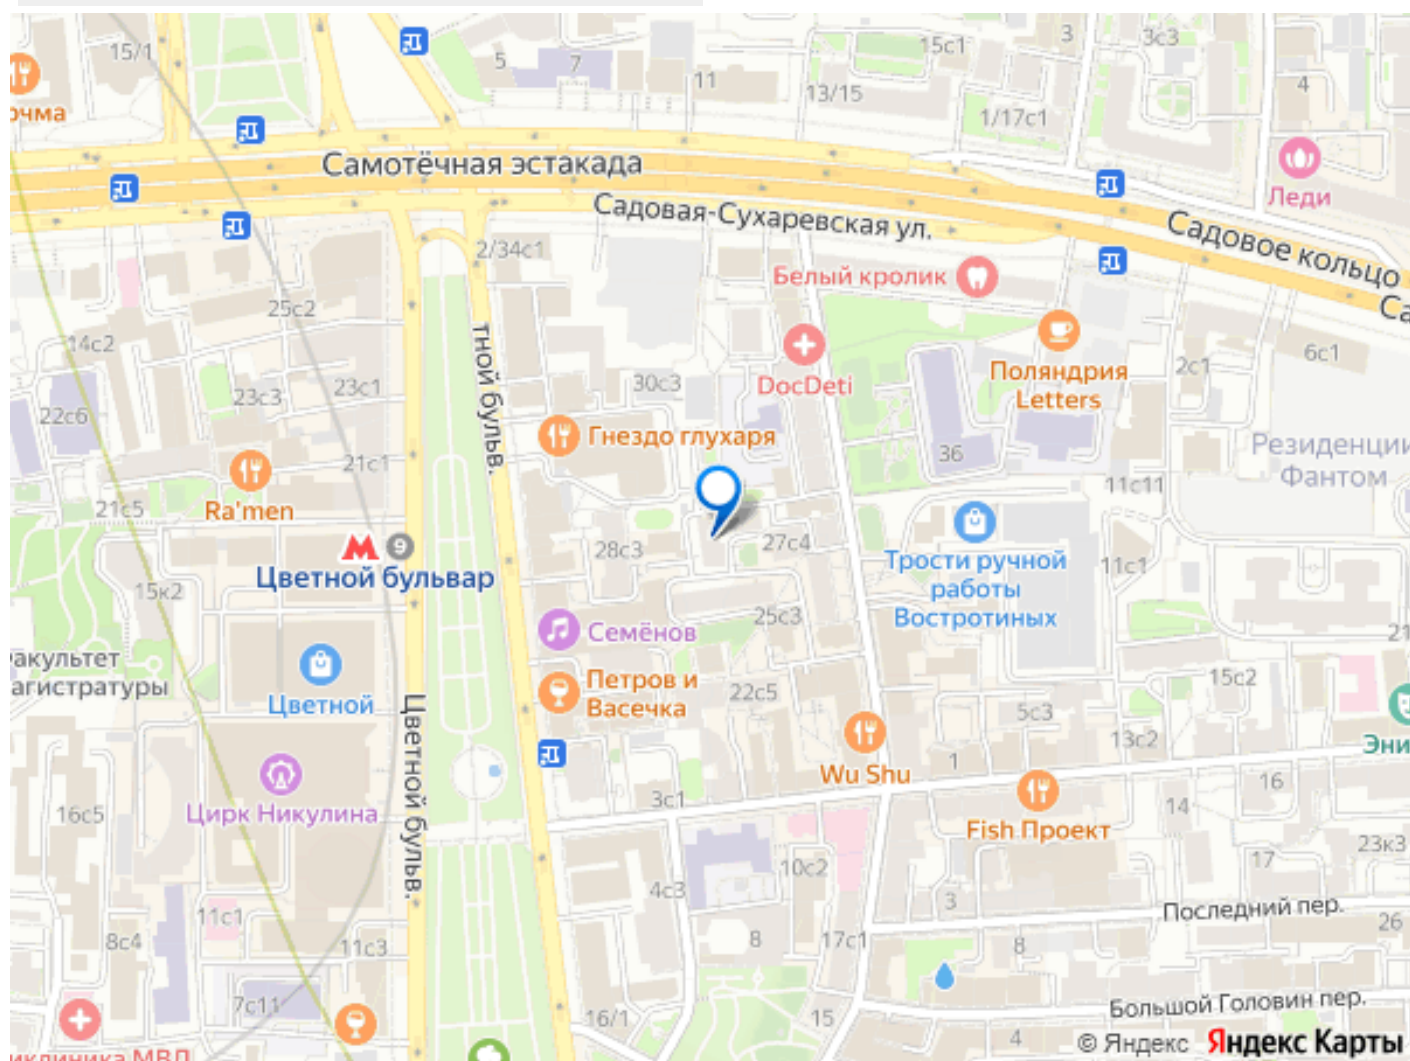 15/1
5
7
11
15с1
3
3с3
13/15
4
1/17с1
очма
Самотёчная эстакада
Леди
Садовая-Сухаревская ул.
Садовое кольцо
2/34с1
Белый кролик
25с2
Са
14с2
тной бульв.
6с1
2с1
DocDeti
Поляндрия
Letters
23с3
23с1
30с3
22с6
Гнездо глухаря
36
Резиденции
Фантом
21с1
Ra'men
21с5
11с11
28с3
27с4
9
Цветной бульвар
Трости ручной
работы
Востротиных
11с1
15к2
25с3
Семёнов
21
факультет
агистратуры
Цветной
Петров и
Васечка
22с5
15с2
5с3
13с2
Эни
Цветной бульв.
Wu Shu
1
16
Цирк Никулина
3с1
14
16с5
Fish Проект
23к3
17
10с2
4с3
3
Последний пер.
26
11с1
8с4
11с3
8
17с1
8
7с11
16/1
15
Большой Головин пер.
4
© Яндекс Яндекс Карты
иклиника МВД